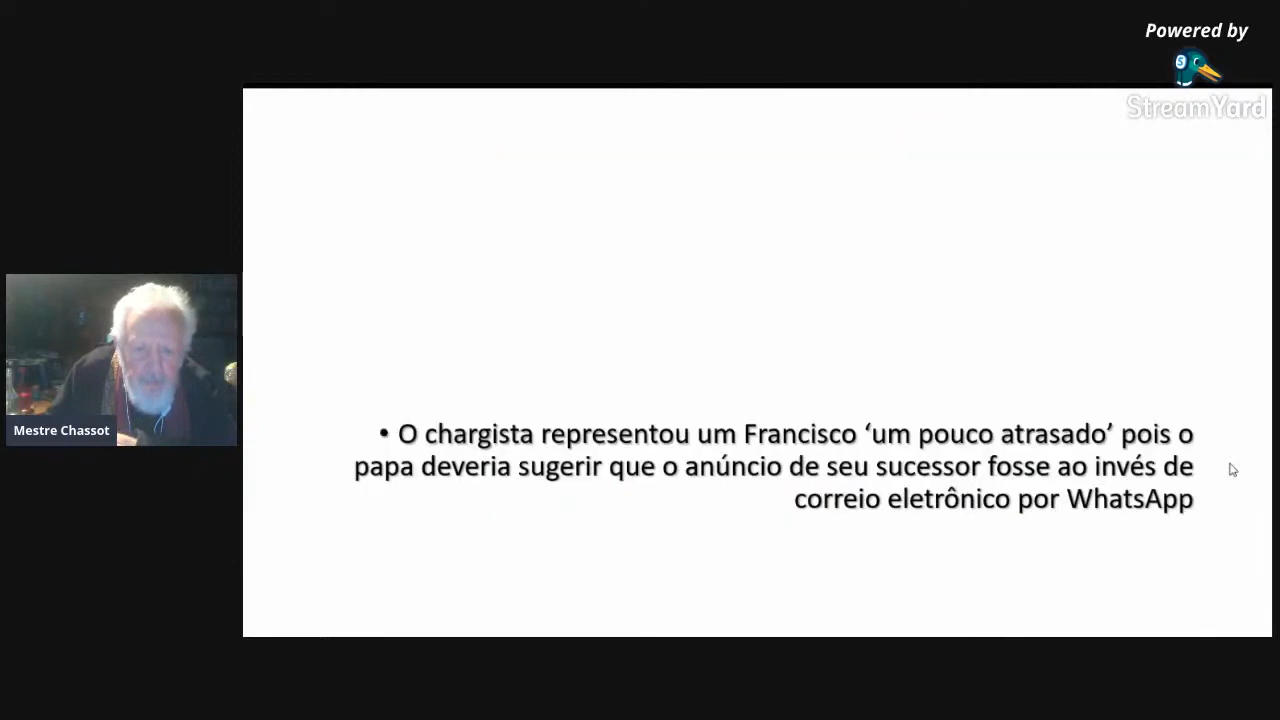 Powered by
StreamYard
Mestre Chassot
• O chargista representou um Francisco ‘um pouco atrasado’ pois o
papa deveria sugerir que o anúncio de seu sucessor fosse ao invés de
correio eletrônico por WhatsApp